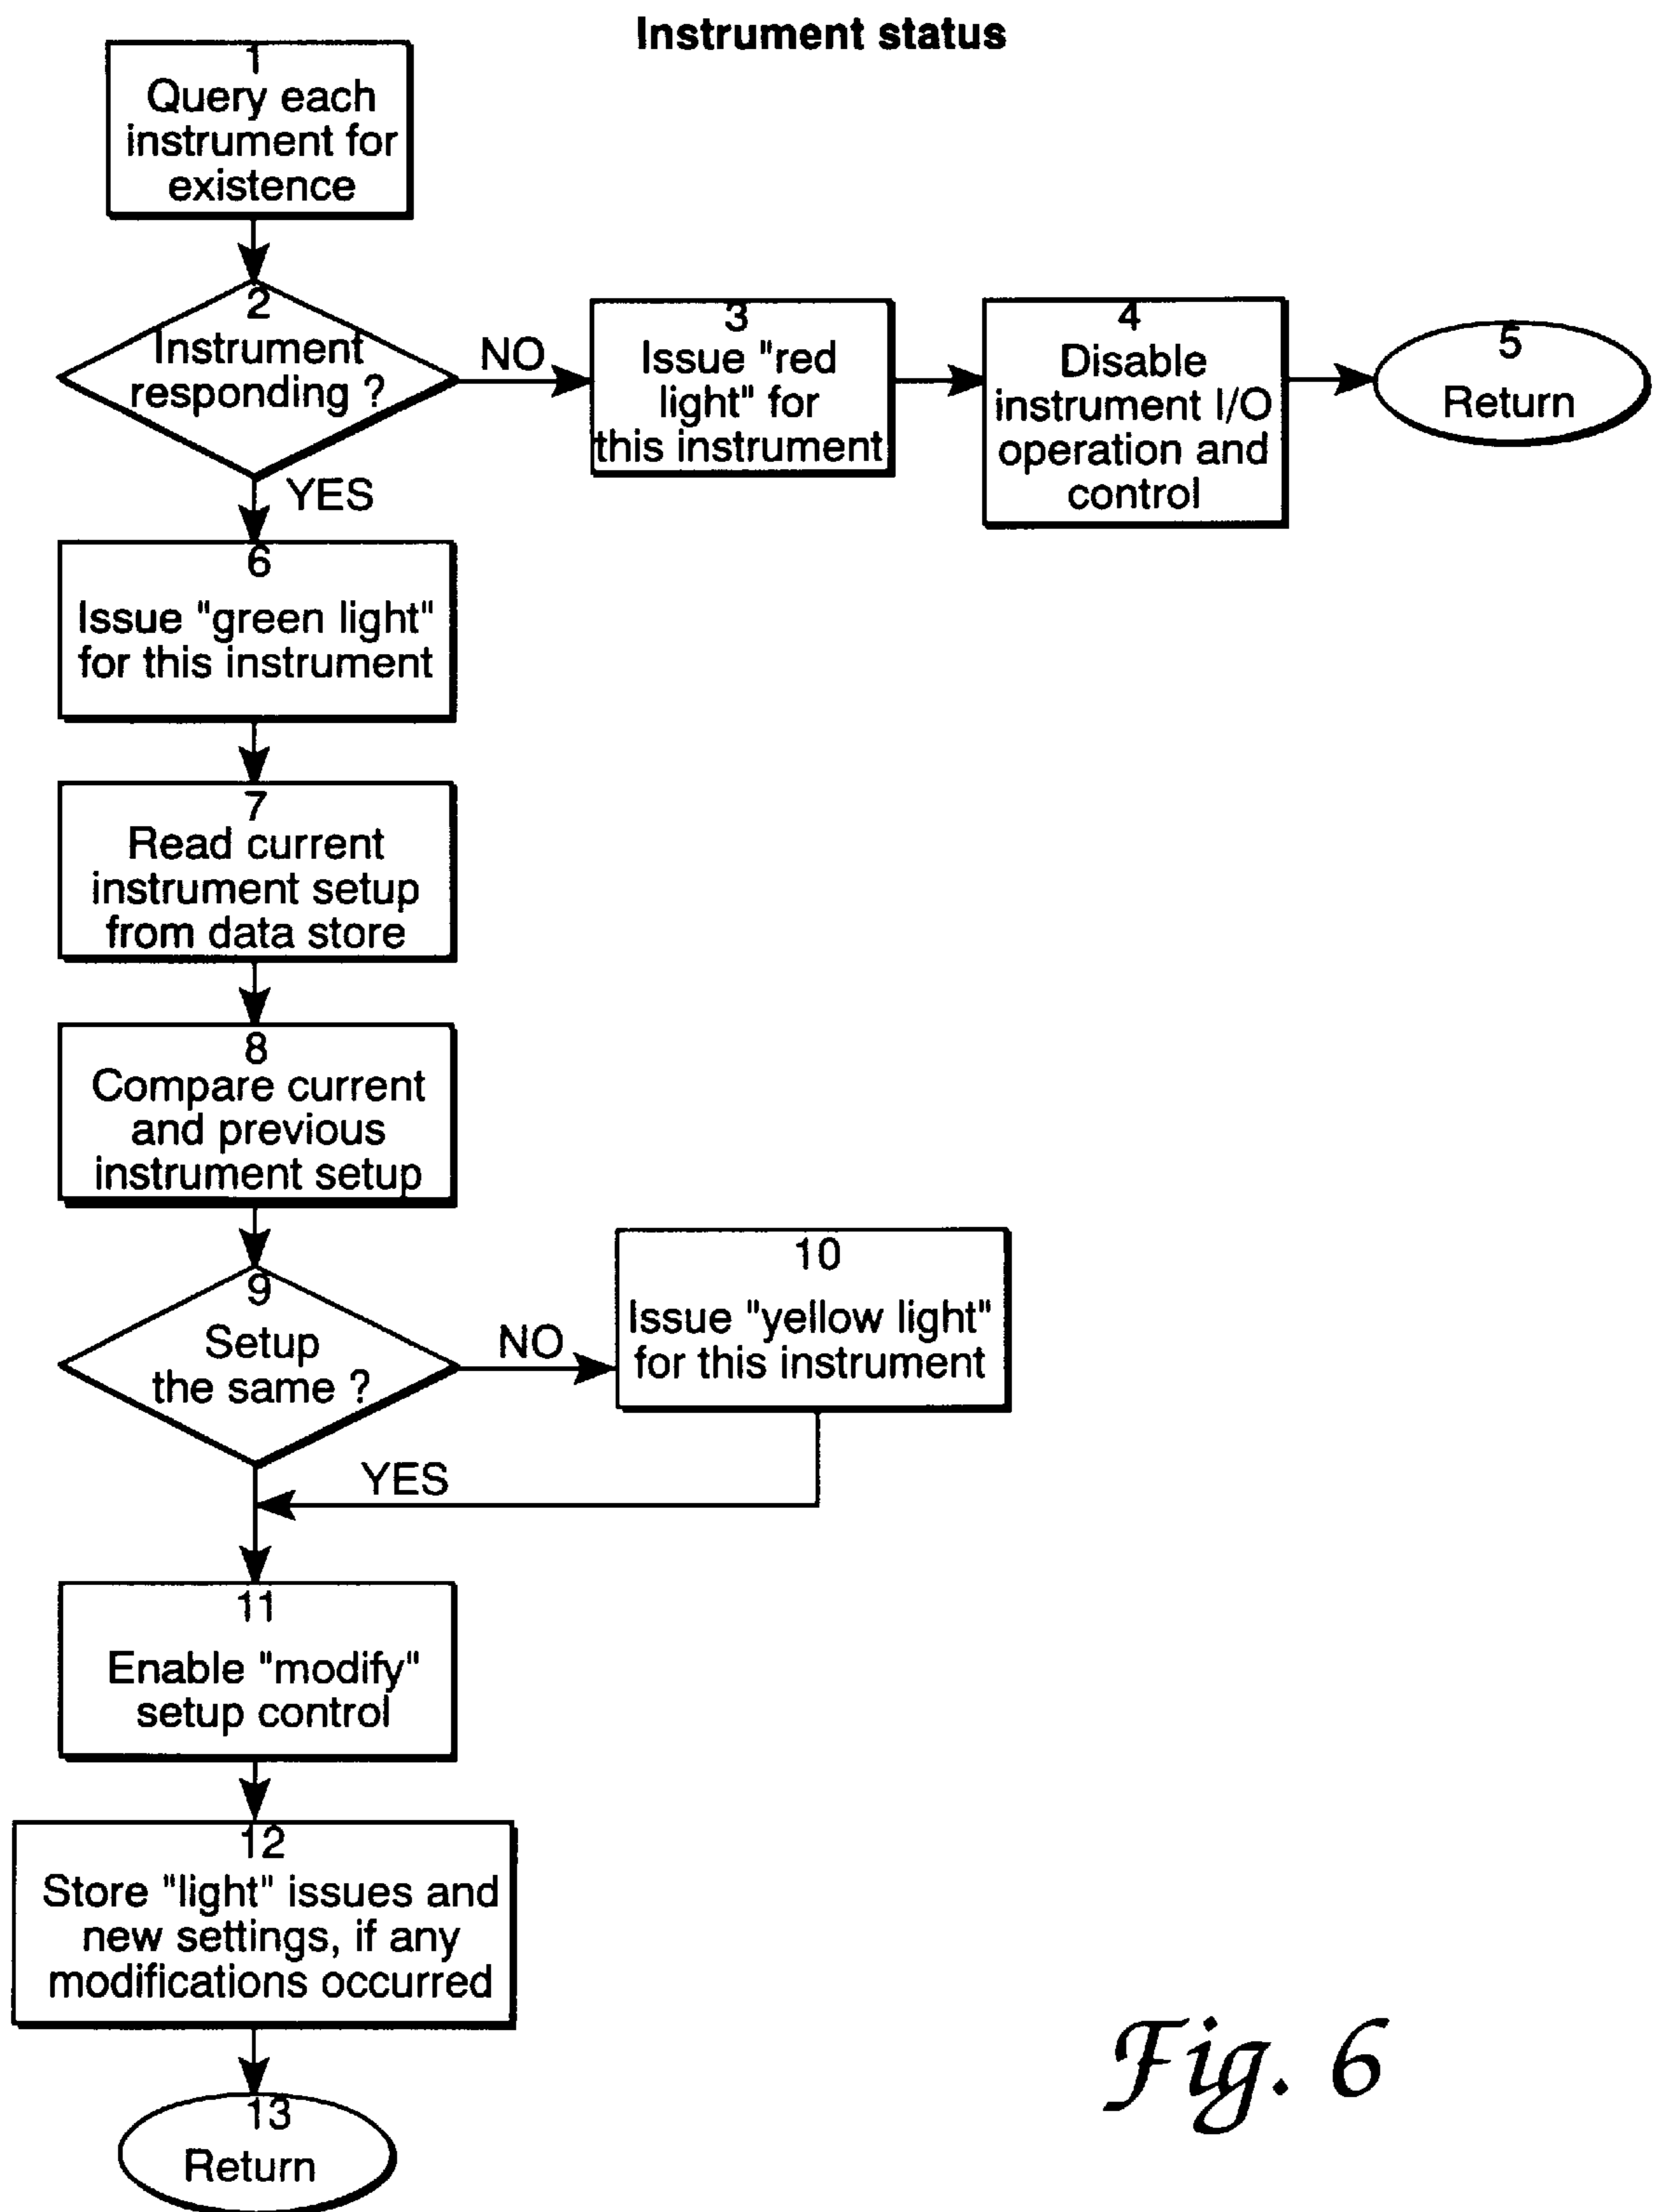 Instrument status
1
Query each
instrument for
existence
2
Instrument
responding ?
NO
3
Issue "red
light" for
this instrument
4
Disable
instrument I/O
operation and
control
5
Return
YES
6
Issue "green light"
for this instrument
7
Read current
instrument setup
from data store
8
Compare current
and previous
instrument setup
9
Setup
the same ?
NO
10
Issue "yellow light"
for this instrument
YES
11
Enable "modify"
setup control
12
Store "light" issues and
new settings, if any
modifications occurred
13
Return
Fig. 6